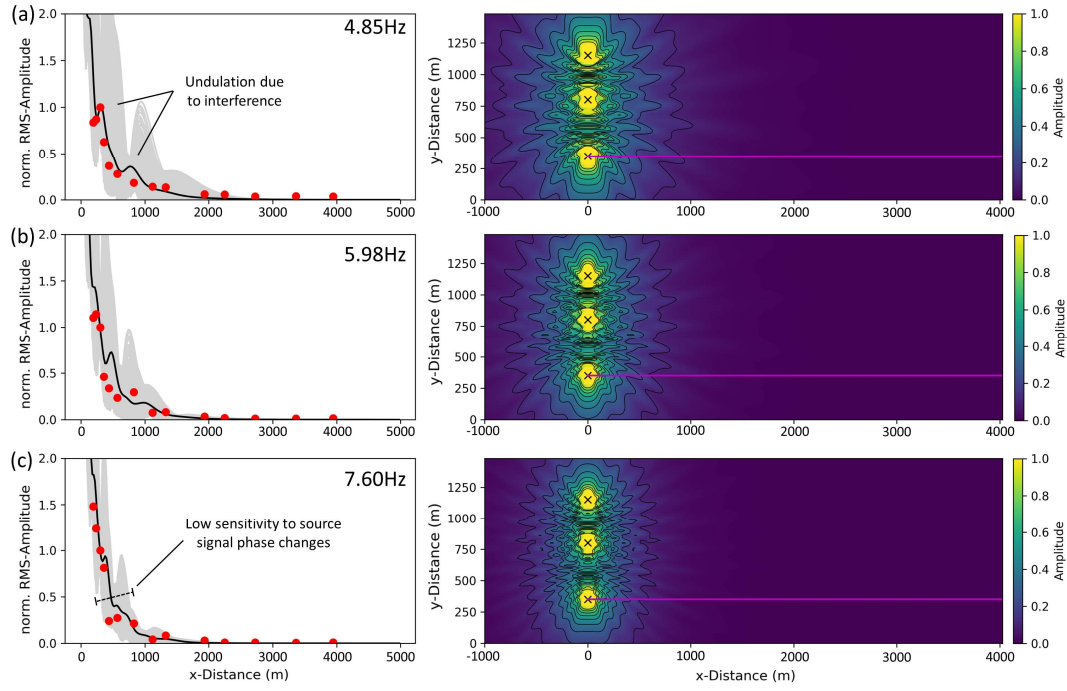 (a)
4.85Hz
Undulation due
to interference
norm. RMS-Amplitude
2.0
1.5
1.0
0.5
0.0
0 1000 2000 3000 4000 5000
y-Distance (m)
1250
1000
750
500
250
0
-1000 0 1000 2000 3000 4000
1.0
0.8
0.6
0.4
0.2
0.0
Amplitude
(b)
5.98Hz
norm. RMS-Amplitude
2.0
1.5
1.0
0.5
0.0
0 1000 2000 3000 4000 5000
y-Distance (m)
1250
1000
750
500
250
0
-1000 0 1000 2000 3000 4000
1.0
0.8
0.6
0.4
0.2
0.0
Amplitude
(c)
7.60Hz
Low sensitivity to source
signal phase changes
norm. RMS-Amplitude
2.0
1.5
1.0
0.5
0.0
0 1000 2000 3000 4000 5000
x-Distance (m)
y-Distance (m)
1250
1000
750
500
250
0
-1000 0 1000 2000 3000 4000
x-Distance (m)
1.0
0.8
0.6
0.4
0.2
0.0
Amplitude